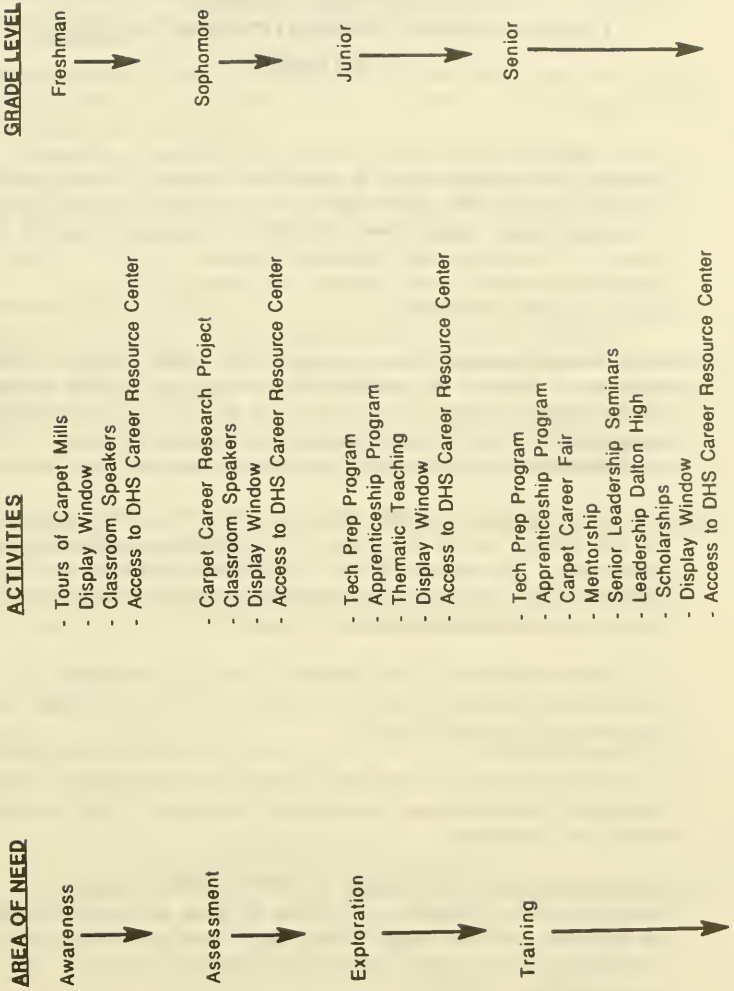 AREA OF NEED ACTIVITIES GRADE LEVEL
Awareness
- Tours of Carpet Mills
- Display Window
- Classroom Speakers
- Access to DHS Career Resource Center
Freshman
Assessment
- Carpet Career Research Project
- Classroom Speakers
- Display Window
- Access to DHS Career Resource Center
Sophomore
Exploration
- Tech Prep Program
- Apprenticeship Program
- Thematic Teaching
- Display Window
- Access to DHS Career Resource Center
Junior
Training
- Tech Prep Program
- Apprenticeship Program
- Carpet Career Fair
- Mentorship
- Senior Leadership Seminars
- Leadership Dalton High
- Scholarships
- Display Window
- Access to DHS Career Resource Center
Senior